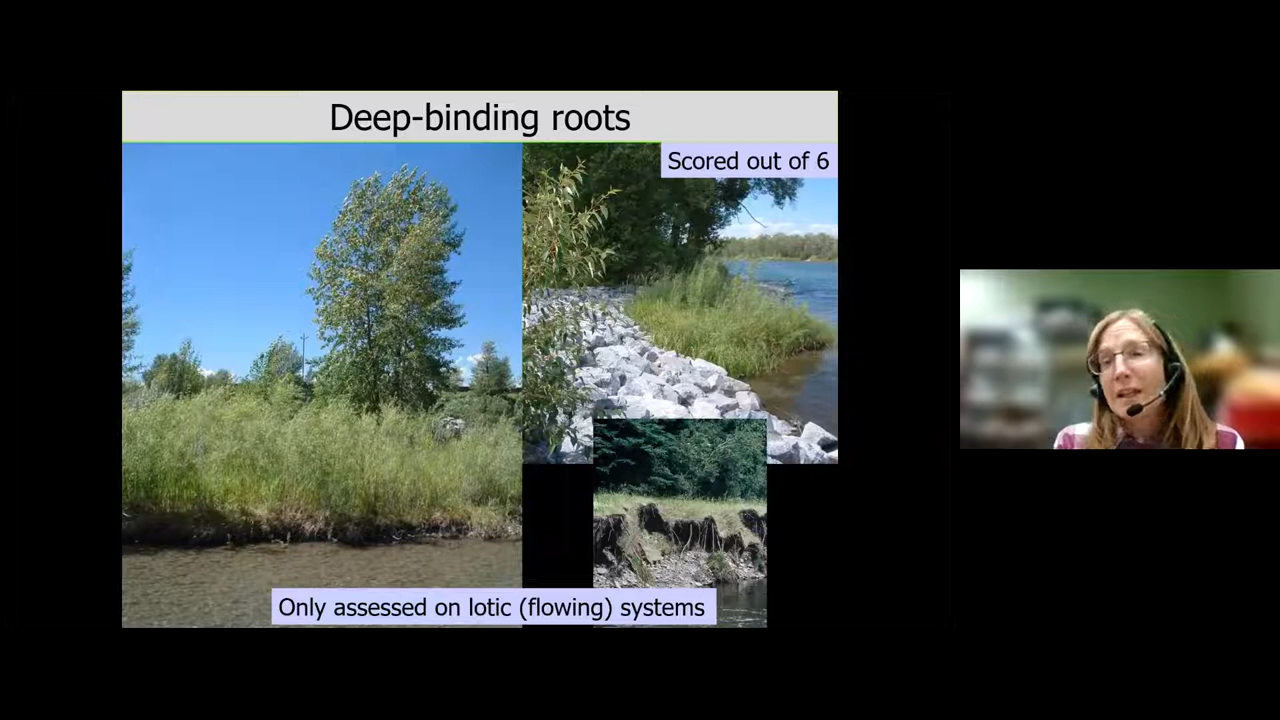 Deep-binding roots
Scored out of 6
Only assessed on lotic (flowing) systems